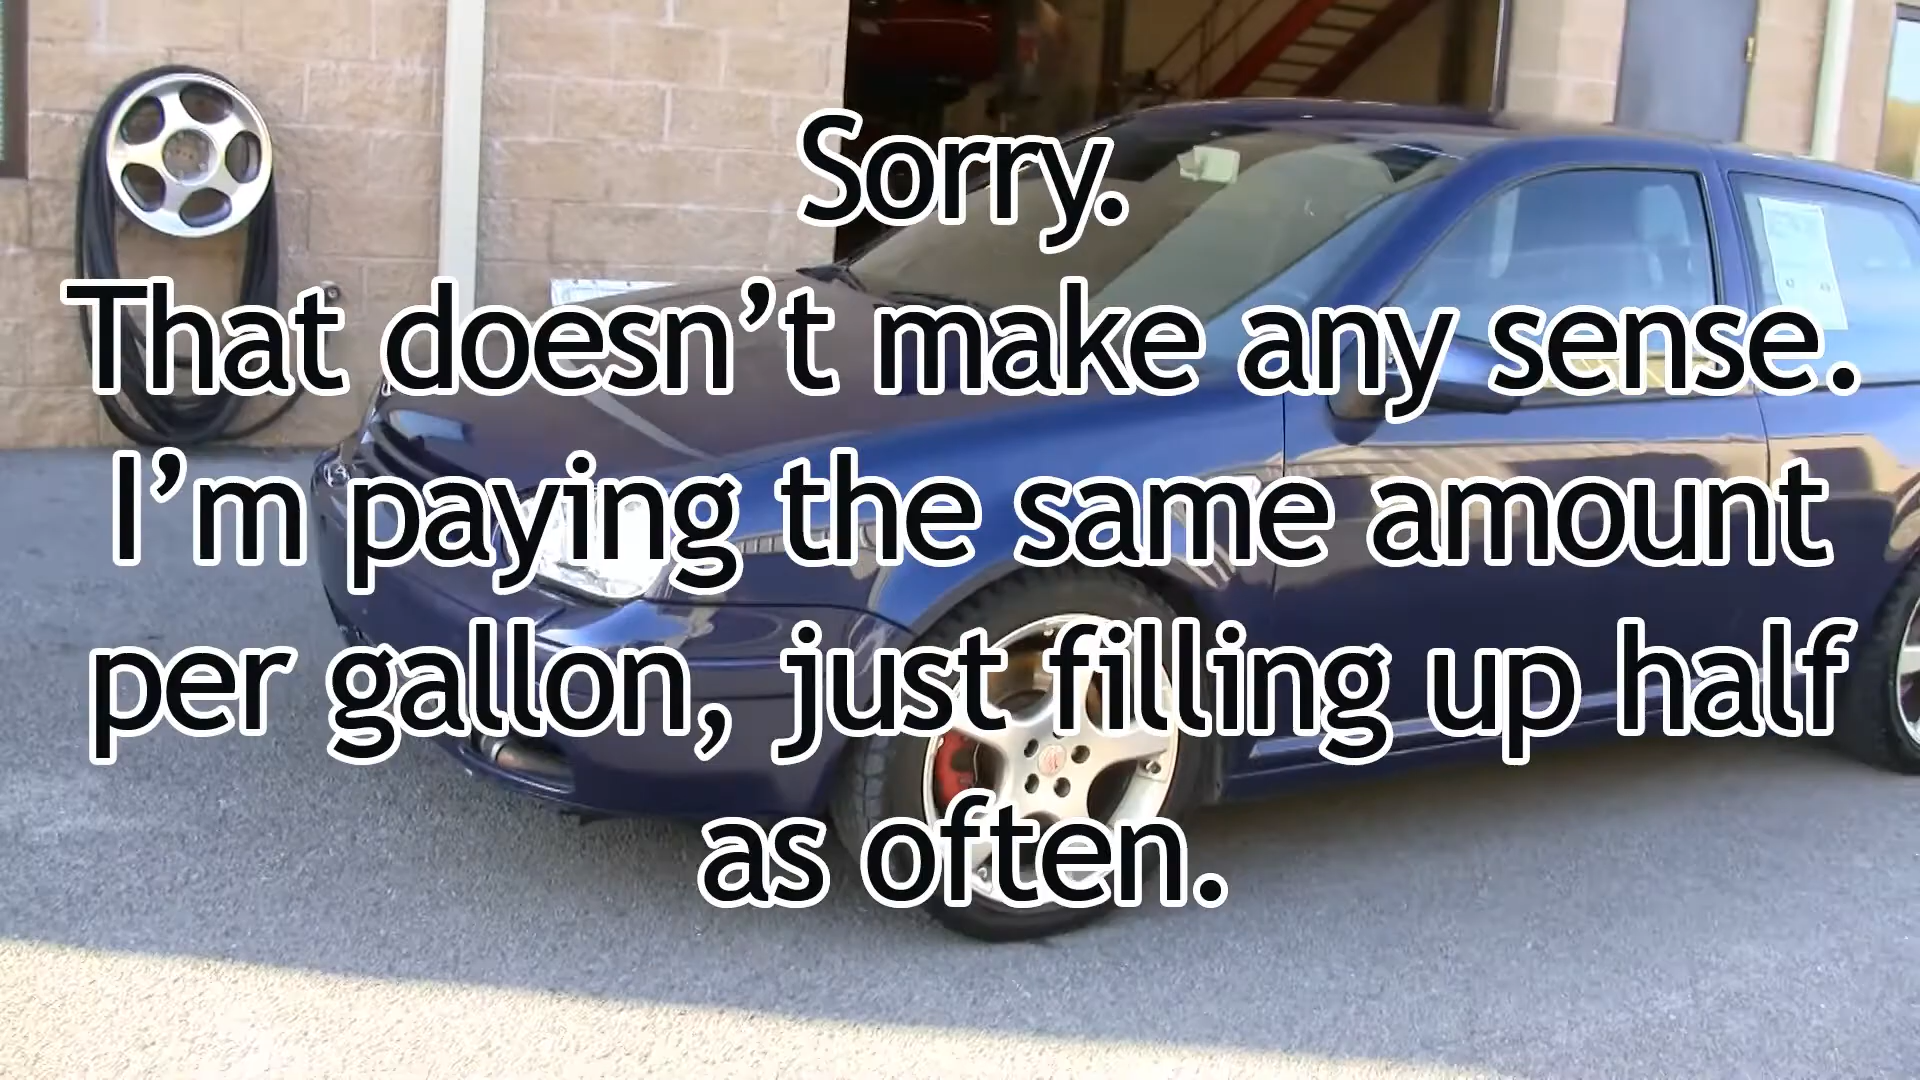 Sorry.
That doesn’t make any sense.
I’m paying the same amount
per gallon, just filling up half
as often.